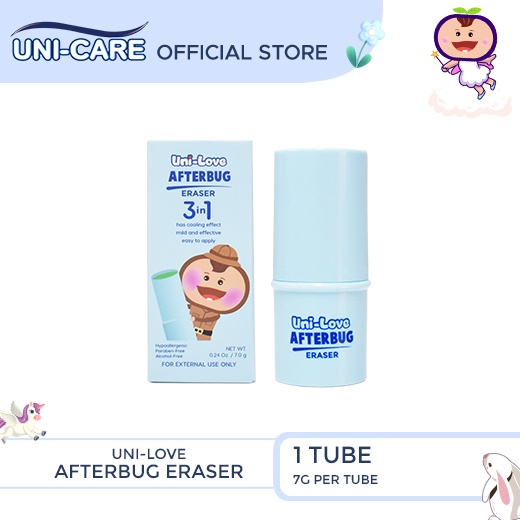 UNI-CARE OFFICIAL STORE
Uni-Love
AFTERBUG
ERASER
3in1
has cooling effect
mild and effective
easy to apply
Hypoallergenic
Paraben-Free
Alcohol-Free
NET WT.
0.24 Oz. / 7.0 g
FOR EXTERNAL USE ONLY
Uni-Love
AFTERBUG
ERASER
UNI-LOVE
AFTERBUG ERASER
1 TUBE
7G PER TUBE